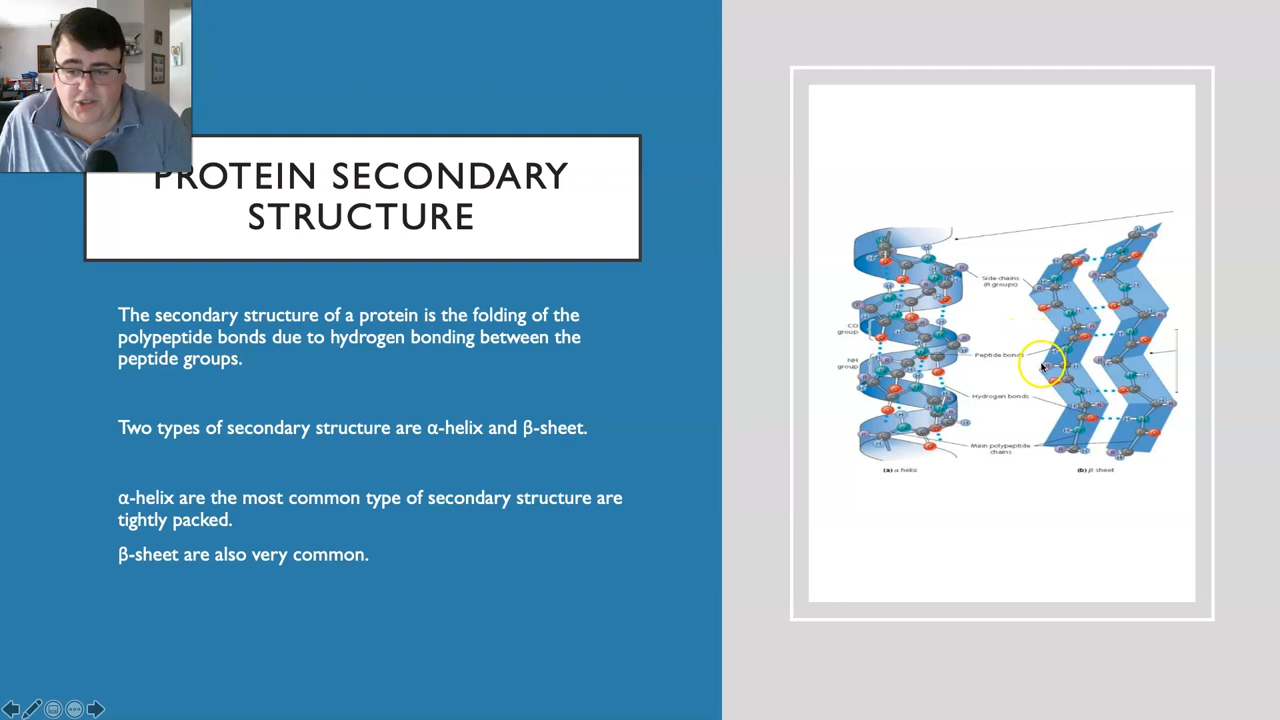 PROTEIN SECONDARY
STRUCTURE
The secondary structure of a protein is the folding of the
polypeptide bonds due to hydrogen bonding between the
peptide groups.
Two types of secondary structure are α-helix and β-sheet.
α-helix are the most common type of secondary structure are
tightly packed.
β-sheet are also very common.
Side chains
(R groups)
CO
group
Peptide bonds
NH
group
Hydrogen bonds
Main polypeptide
chains
(a) α helix
(b) β sheet